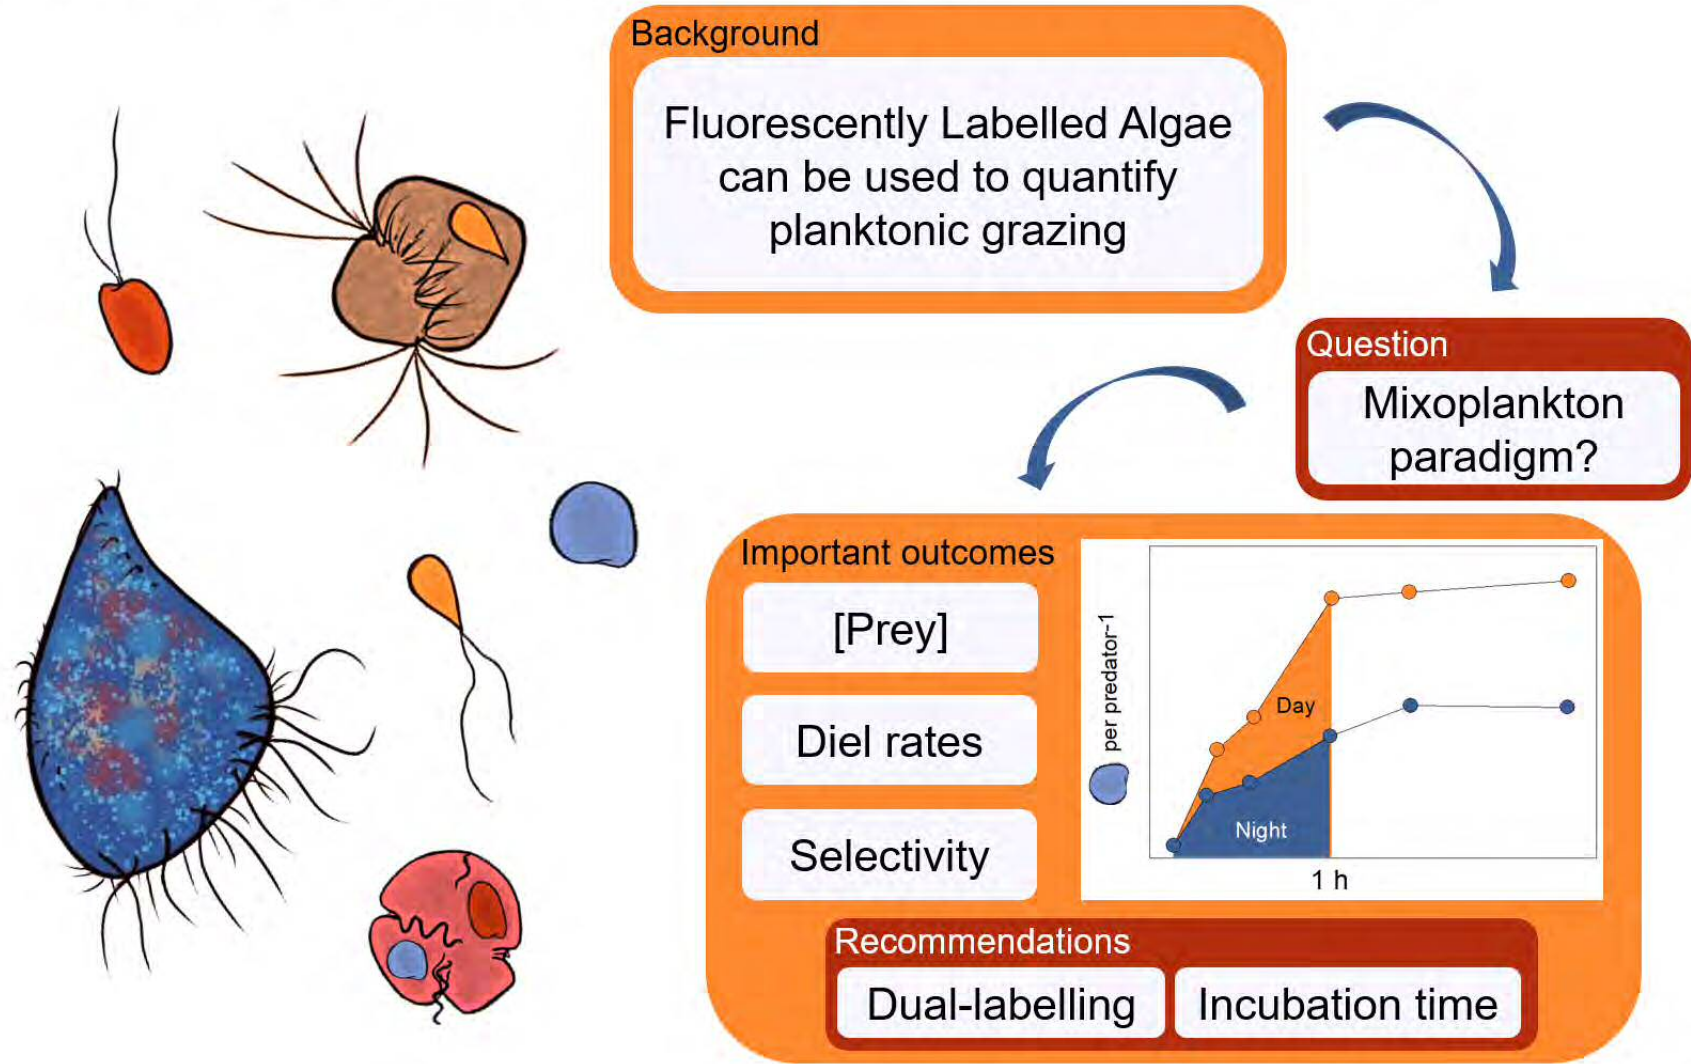 Background
Fluorescently Labelled Algae
can be used to quantify
planktonic grazing
Question
Mixoplankton
paradigm?
Important outcomes
[Prey]
Diel rates
Selectivity
per predator-1
Day
Night
1 h
Recommendations
Dual-labelling
Incubation time